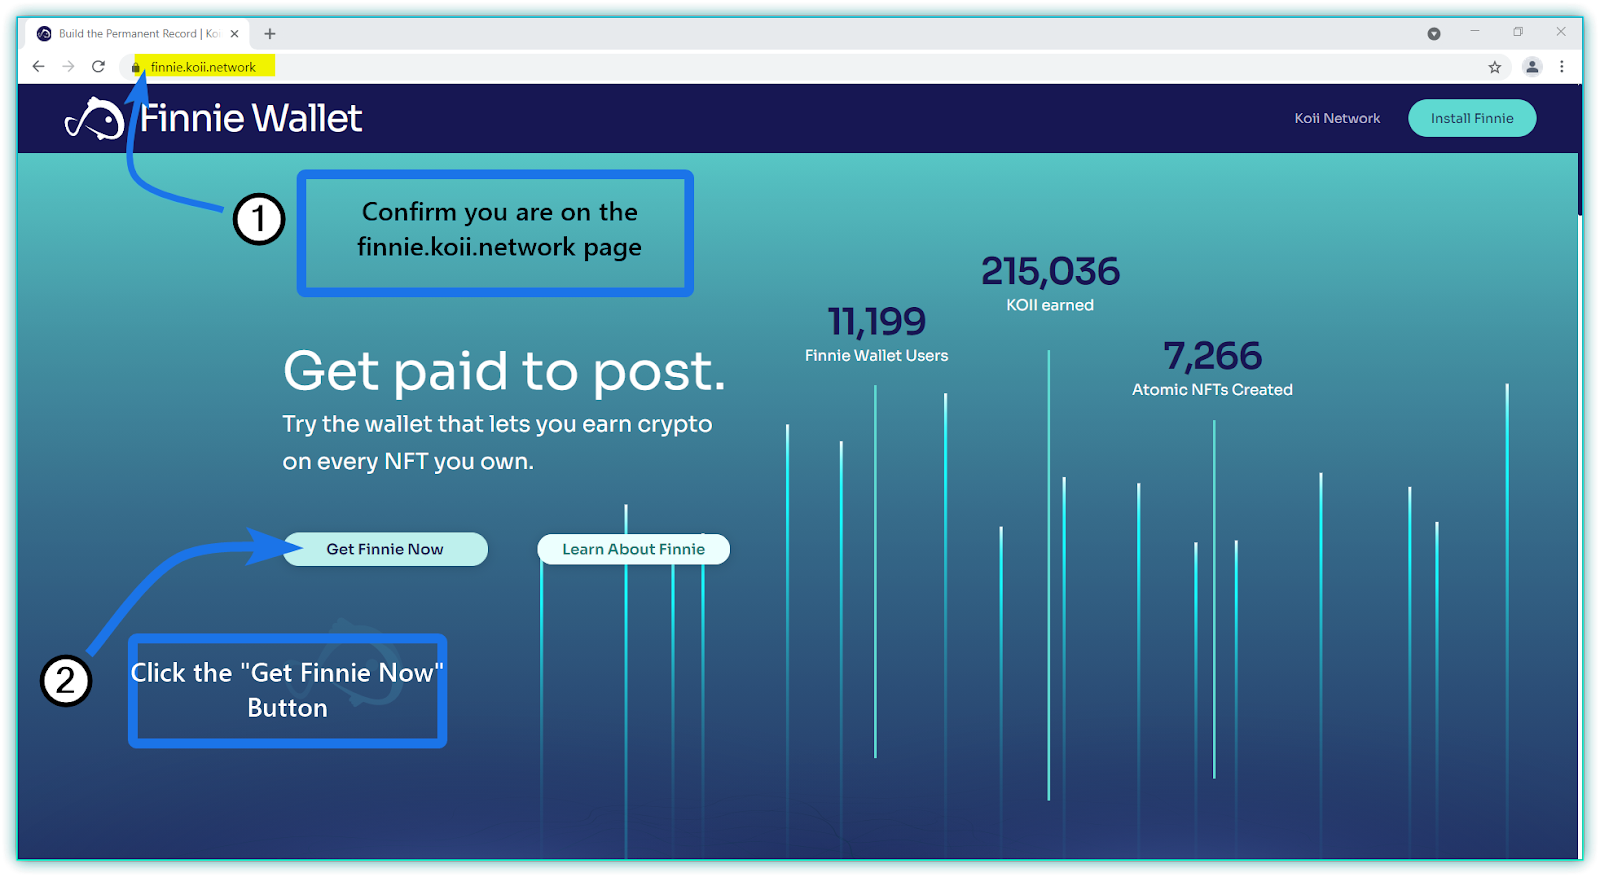 Build the Permanent Record | Ko
finnie.koii.network
Finnie Wallet
Koii Network
Install Finnie
1
Confirm you are on the
finnie.koii.network page
215,036
KOII earned
11,199
Finnie Wallet Users
7,266
Atomic NFTs Created
Get paid to post.
Try the wallet that lets you earn crypto
on every NFT you own.
Get Finnie Now
Learn About Finnie
2
Click the "Get Finnie Now"
Button